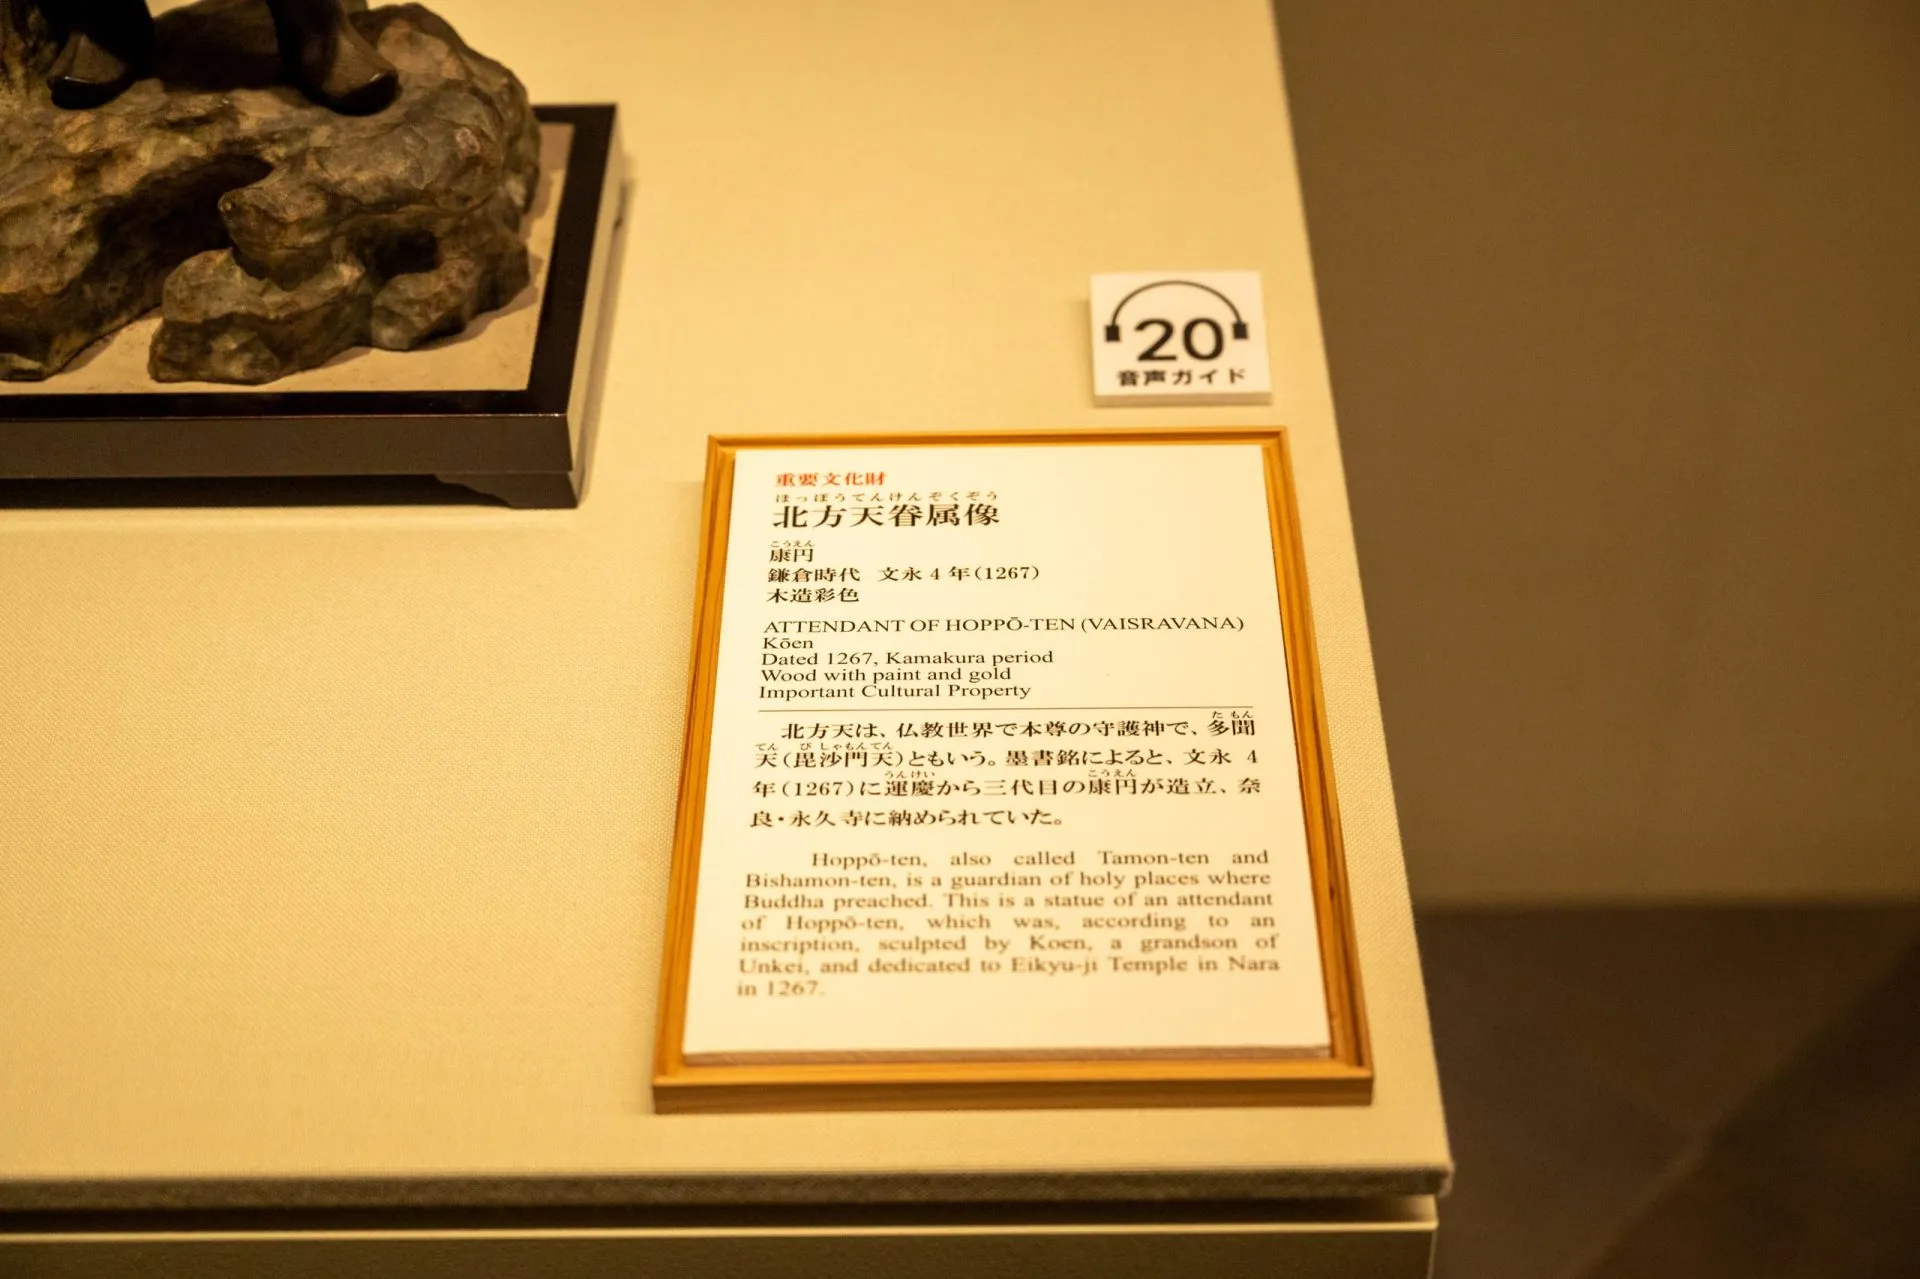 20
音声ガイド
重要文化財
ほっぽうてんけんぞくぞう
北方天眷属像
こうえん
康円
鎌倉時代　文永 4 年(1267)
木造彩色
ATTENDANT OF HOPPŌ-TEN (VAISRAVANA)
Kōen
Dated 1267, Kamakura period
Wood with paint and gold
Important Cultural Property
たもん
北方天は、仏教世界で本尊の守護神で、多聞
てん びしゃもんてん
天(毘沙門天)ともいう。墨書銘によると、文永 4
うんけい こうえん
年(1267)に運慶から三代目の康円が造立、奈
良・永久寺に納められていた。
Hoppō-ten, also called Tamon-ten and
Bishamon-ten, is a guardian of holy places where
Buddha preached. This is a statue of an attendant
of Hoppō-ten, which was, according to an
inscription, sculpted by Koen, a grandson of
Unkei, and dedicated to Eikyu-ji Temple in Nara
in 1267.